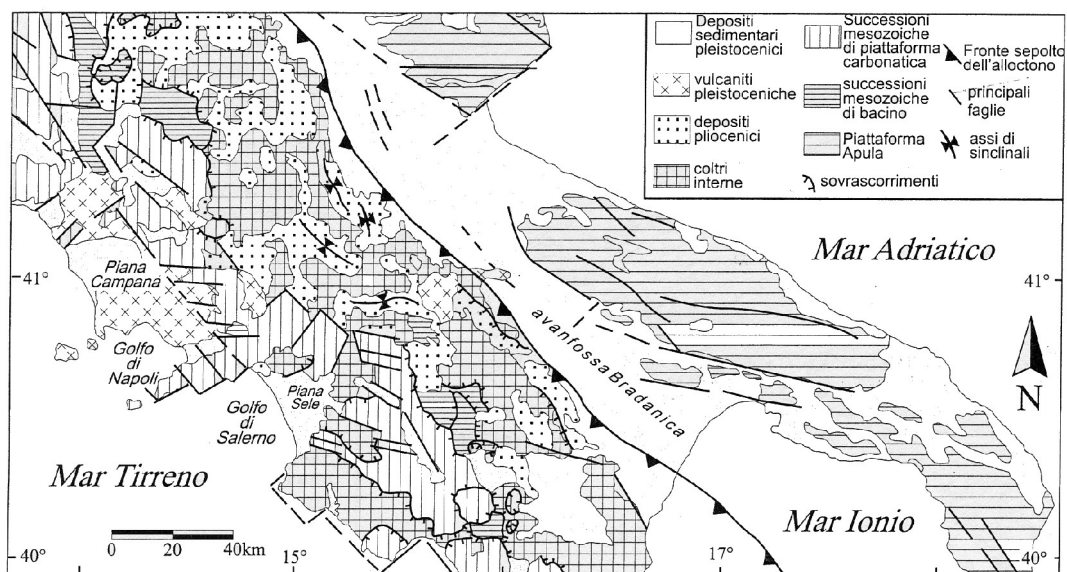 Depositi
sedimentari
pleistocenici
vulcaniti
pleistoceniche
depositi
pliocenici
coltri
interne
Successioni
mesozoiche
di piattaforma
carbonatica
successioni
mesozoiche
di bacino
Piattaforma
Apula
sovrascorrimenti
Fronte sepolto
dell'alloctono
principali
faglie
assi di
sinclinali
Mar Adriatico
41°
41°
Piana
Campana
avanfossa Bradanica
Golfo
di
Napoli
Piana
Sele
Golfo
di
Salerno
N
Mar Tirreno
Mar Ionio
0 20 40km
40°
15°
17°
40°